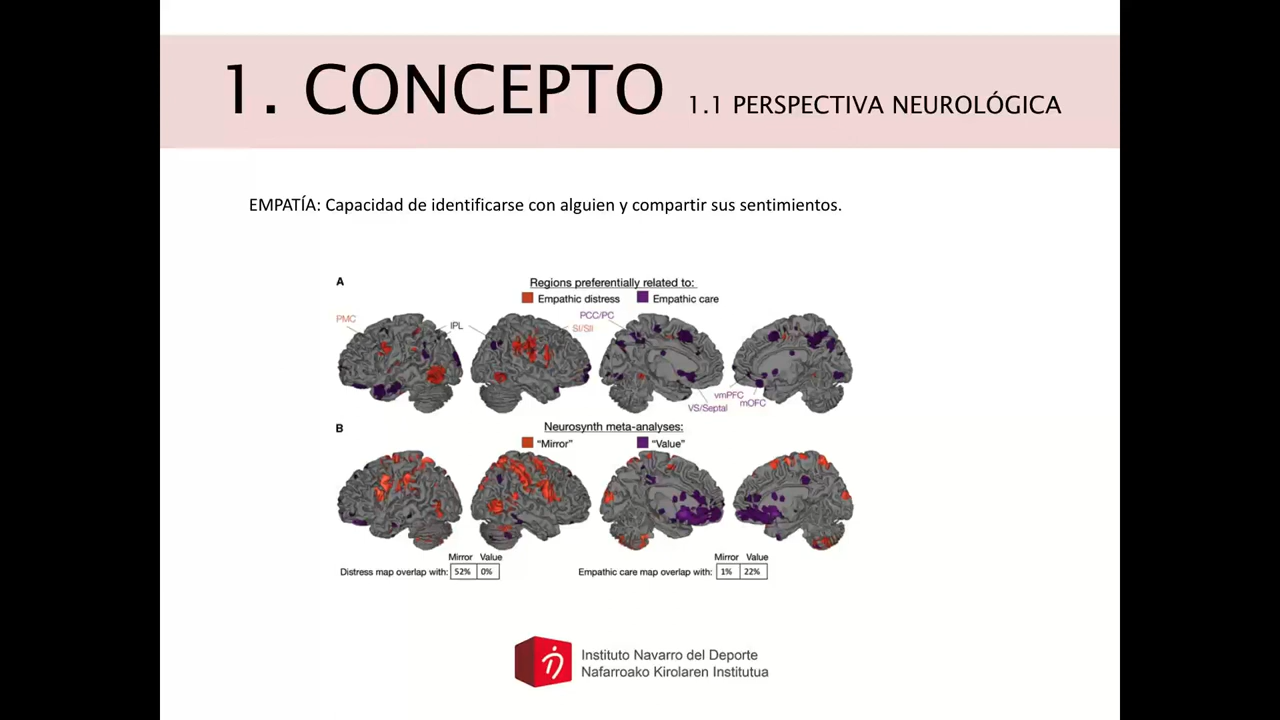 1. CONCEPTO 1.1 PERSPECTIVA NEUROLÓGICA
EMPATÍA: Capacidad de identificarse con alguien y compartir sus sentimientos.
A
Regions preferentially related to:
Empathic distress Empathic care
PMC
IPL
PCC/PC
SI/SII
vmPFC
VS/Septal
mOFC
B
Neurosynth meta-analyses:
“Mirror” “Value”
Mirror Value
Distress map overlap with: 52% 0%
Mirror Value
Empathic care map overlap with: 1% 22%
Instituto Navarro del Deporte
Nafarroako Kirolaren Institutua